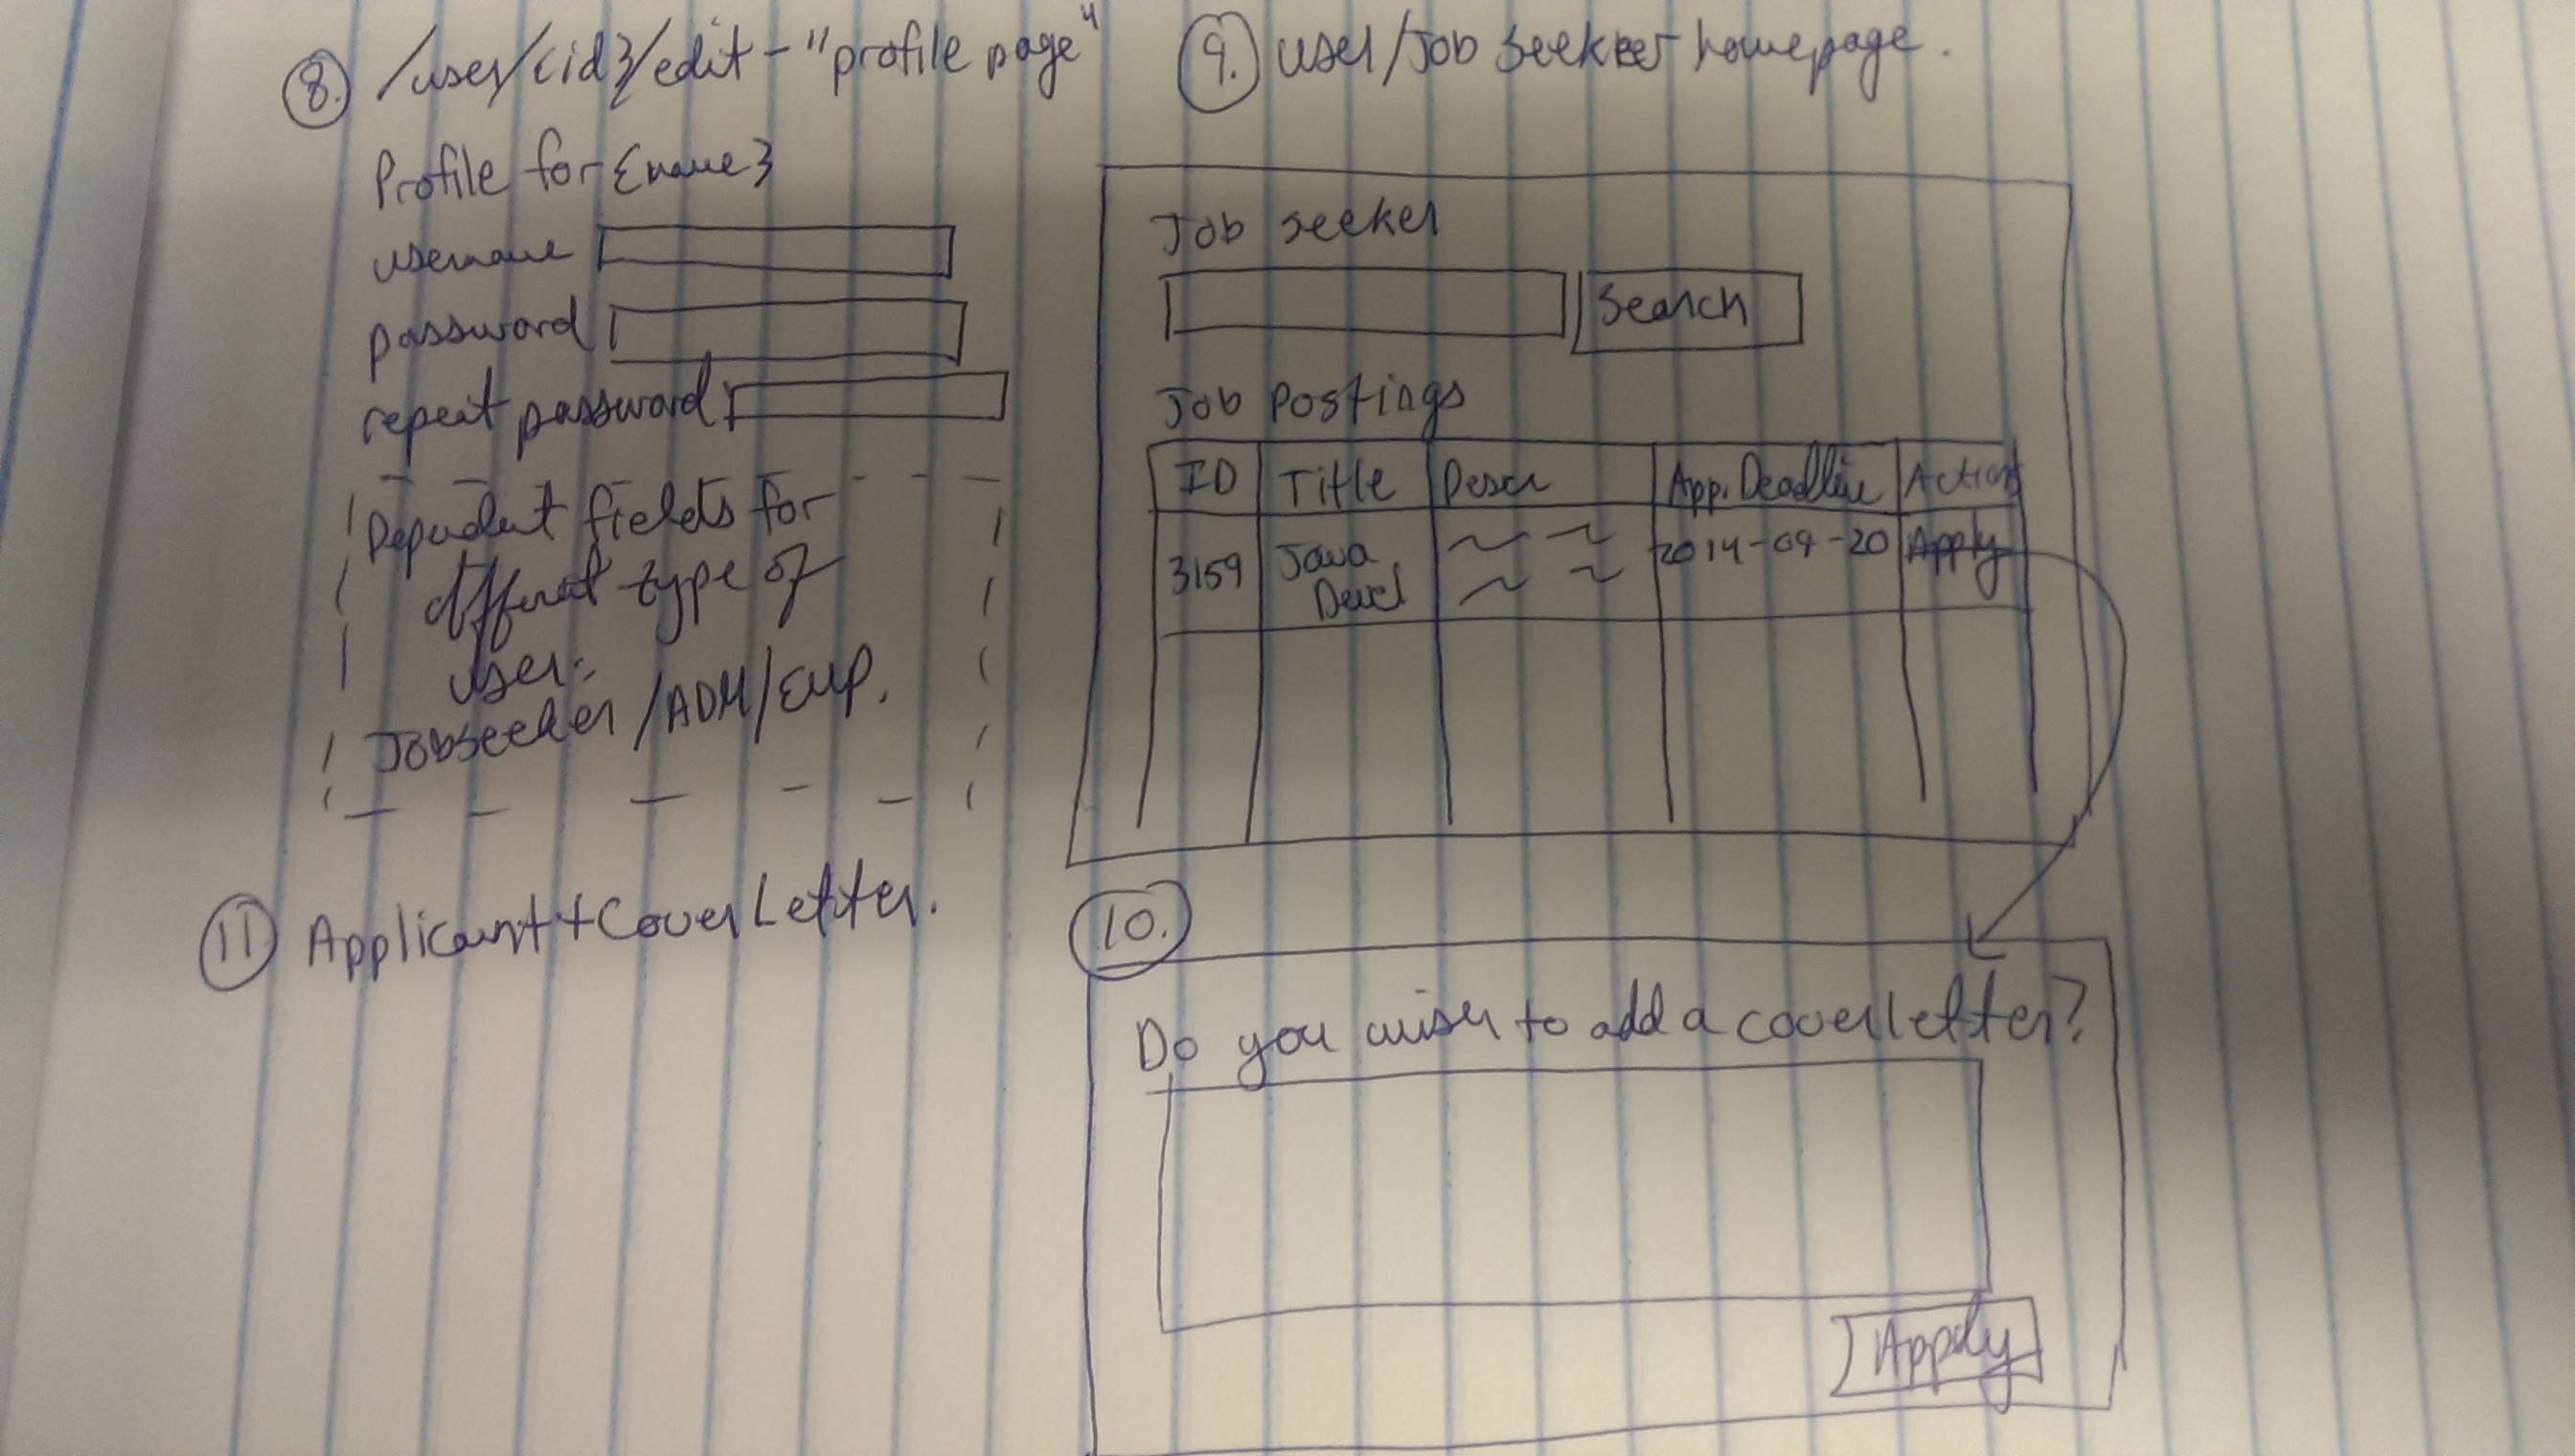 8. /user/{id}/edit - "profile page"
Profile for {name}
username
password
repeat password
Dependent fields for
different type of
user:
Jobseeker /ADM/EMP.
9. user/Job Seeker homepage.
Job seeker
Search
Job Postings
ID Title Descr App. Deadline Action
3159 Java Devel 2014-09-20 Apply
10.
Do you wish to add a cover letter?
Apply
11 Applicant + Cover Letter.